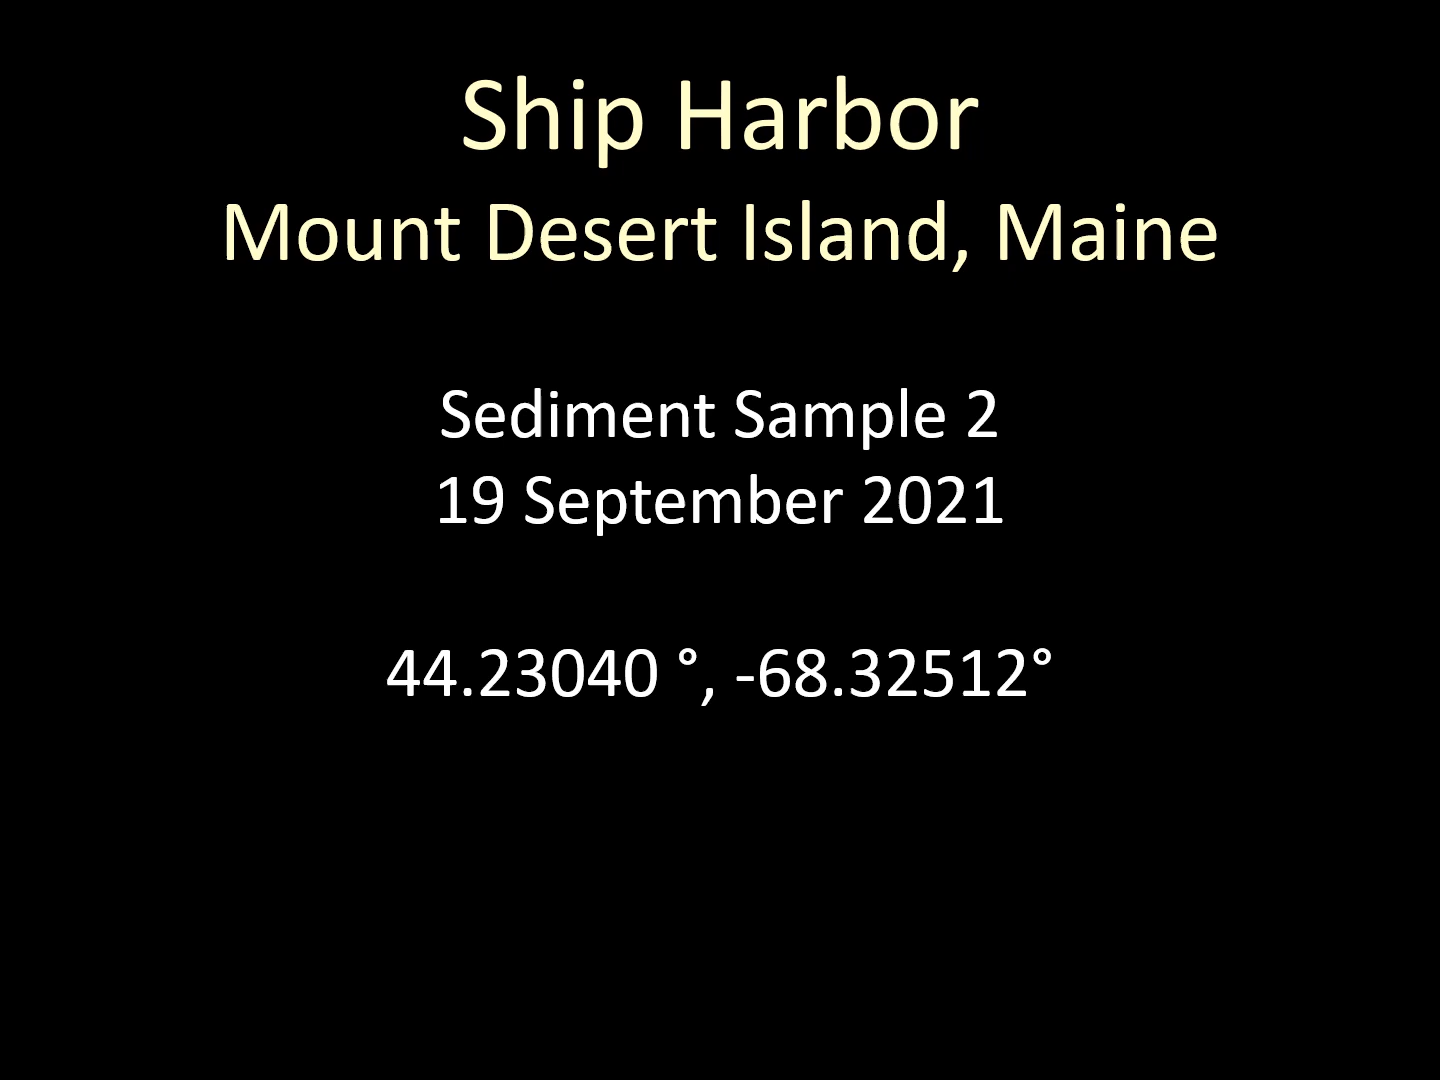 Ship Harbor
Mount Desert Island, Maine
Sediment Sample 2
19 September 2021
44.23040 °, -68.32512°